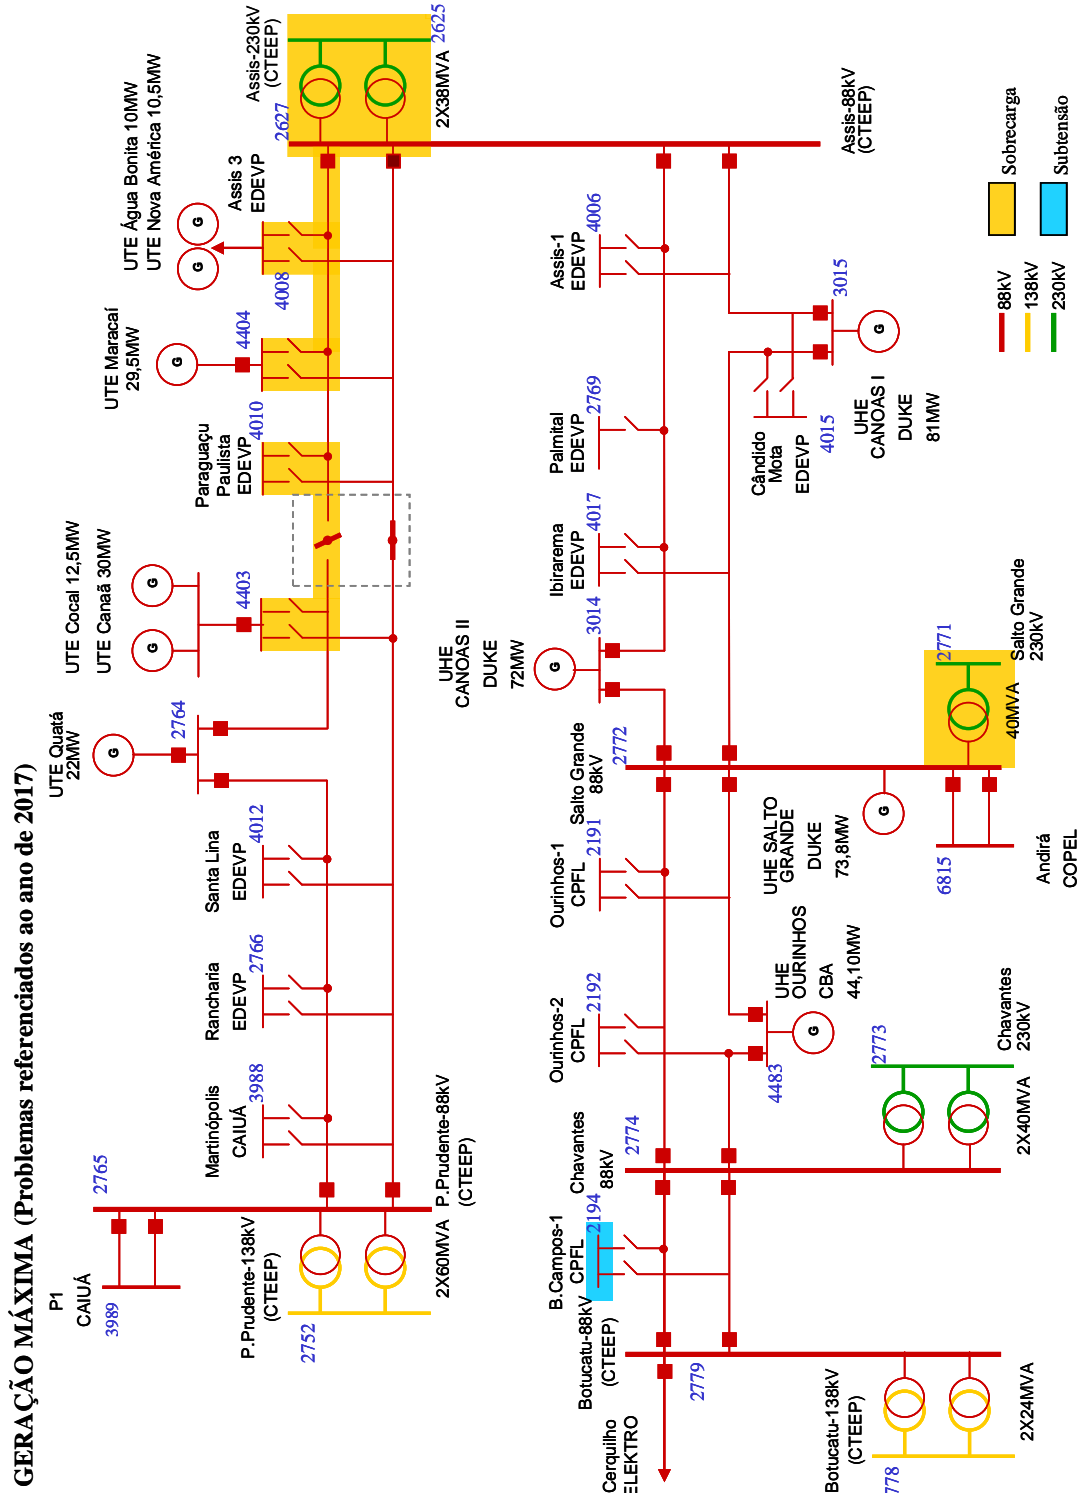 GERAÇÃO MÁXIMA (Problemas referenciados ao ano de 2017)
P1
CAIUÁ
3989
2765
P.Prudente-88kV
(CTEEP)
P.Prudente-138kV
(CTEEP)
2752
2X60MVA
Martinópolis
CAIUÁ
3988
Rancharia
EDEVP
2766
Santa Lina
EDEVP
4012
UTE Quatá
22MW
G
2764
UTE Cocal 12,5MW
UTE Canaã 30MW
G
G
4403
Paraguaçu
Paulista
EDEVP
4010
UTE Maracaí
29,5MW
G
4404
UTE Água Bonita 10MW
UTE Nova América 10,5MW
G
G
Assis 3
EDEVP
4008
Assis-230kV
(CTEEP)
2627
2625
2X38MVA
Assis-88kV
(CTEEP)
Cerquilho
ELEKTRO
Botucatu-88kV
(CTEEP)
2779
Botucatu-138kV
(CTEEP)
778
2X24MVA
B.Campos-1
CPFL
2194
Chavantes
88kV
2774
Chavantes
230kV
2773
2X40MVA
Ourinhos-2
CPFL
2192
UHE
OURINHOS
CBA
44,10MW
G
4483
Ourinhos-1
CPFL
2191
Salto Grande
88kV
2772
UHE SALTO
GRANDE
DUKE
73,8MW
G
6815
Andirá
COPEL
Salto Grande
230kV
2771
40MVA
UHE
CANOAS II
DUKE
72MW
G
3014
Ibirarema
EDEVP
4017
Palmital
EDEVP
2769
Cândido
Mota
EDEVP
4015
UHE
CANOAS I
DUKE
81MW
G
3015
Assis-1
EDEVP
4006
88kV
138kV
230kV
Sobrecarga
Subtensão